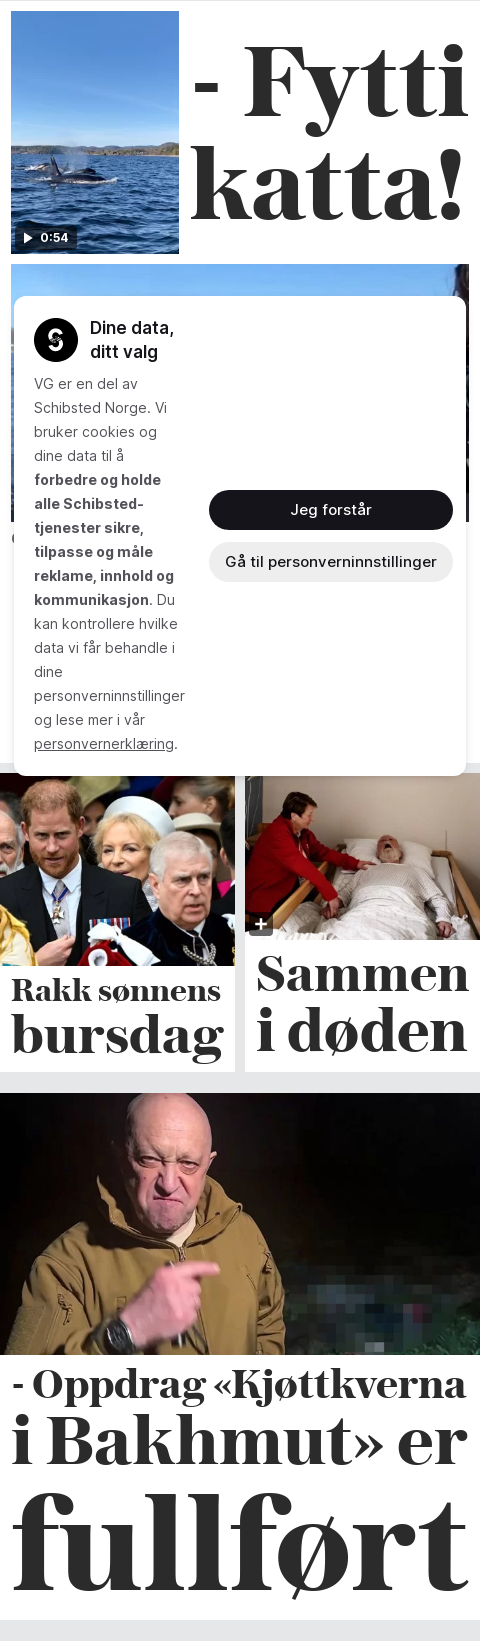 - Fytti
katta!
0:54
Dine data,
ditt valg
VG er en del av
Schibsted Norge. Vi
bruker cookies og
dine data til å
forbedre og holde
alle Schibsted-
tjenester sikre,
tilpasse og måle
reklame, innhold og
kommunikasjon. Du
kan kontrollere hvilke
data vi får behandle i
dine
personverninnstillinger
og lese mer i vår
personvernerklæring.
Jeg forstår
Gå til personverninnstillinger
Rakk sønnens
bursdag
Sammen
i døden
- Oppdrag «Kjøttkverna
i Bakhmut» er
fullført